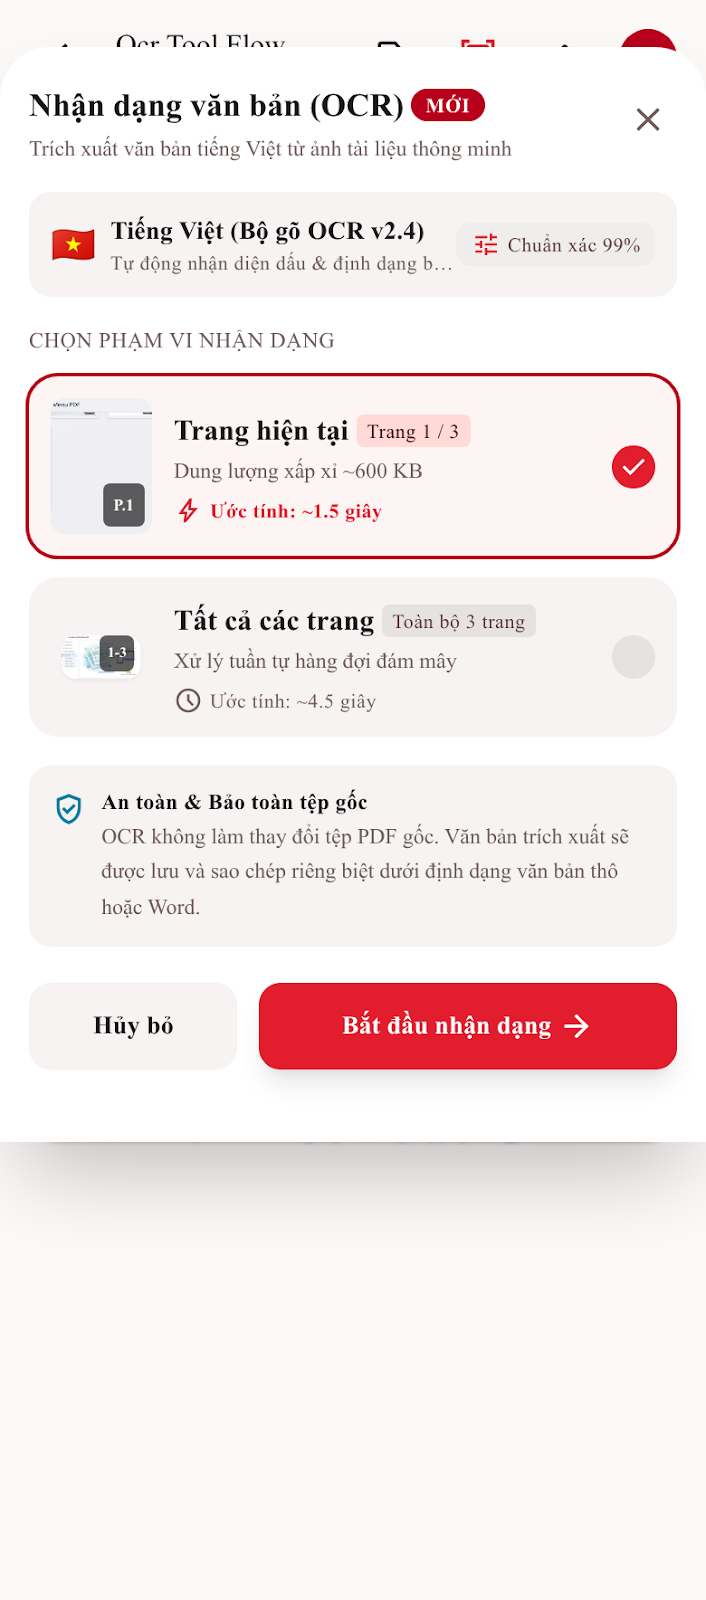 Ocr Tool Flow
Nhận dạng văn bản (OCR) MỚI
Trích xuất văn bản tiếng Việt từ ảnh tài liệu thông minh
Tiếng Việt (Bộ gõ OCR v2.4)
Tự động nhận diện dấu & định dạng b...
Chuẩn xác 99%
CHỌN PHẠM VI NHẬN DẠNG
Menu PDF
P.1
Trang hiện tại Trang 1 / 3
Dung lượng xấp xỉ ~600 KB
Ước tính: ~1.5 giây
1-3
Tất cả các trang Toàn bộ 3 trang
Xử lý tuần tự hàng đợi đám mây
Ước tính: ~4.5 giây
An toàn & Bảo toàn tệp gốc
OCR không làm thay đổi tệp PDF gốc. Văn bản trích xuất sẽ
được lưu và sao chép riêng biệt dưới định dạng văn bản thô
hoặc Word.
Hủy bỏ
Bắt đầu nhận dạng